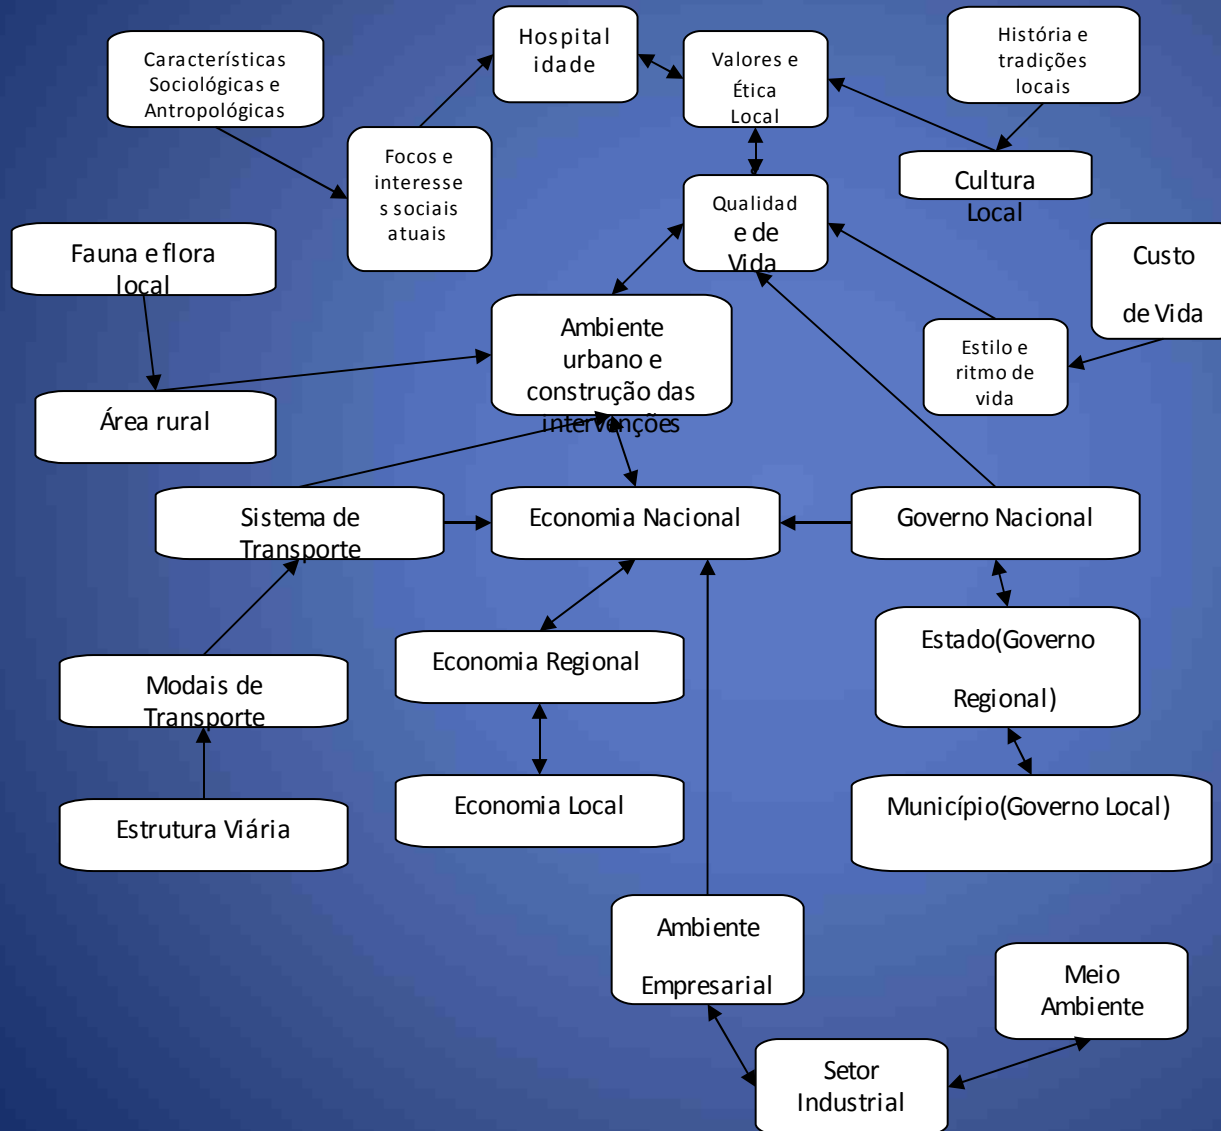 Características
Sociológicas e
Antropológicas
Hospital
idade
Valores e
Ética
Local
História e
tradições
locais
Focos e
interesse
s sociais
atuais
Cultura
Local
Qualidad
e de
Vida
Fauna e flora
local
Custo
de Vida
Ambiente
urbano e
construção das
intervenções
Estilo e
ritmo de
vida
Área rural
Sistema de
Transporte
Economia Nacional
Governo Nacional
Economia Regional
Estado(Governo
Regional)
Modais de
Transporte
Economia Local
Município(Governo Local)
Estrutura Viária
Ambiente
Empresarial
Meio
Ambiente
Setor
Industrial